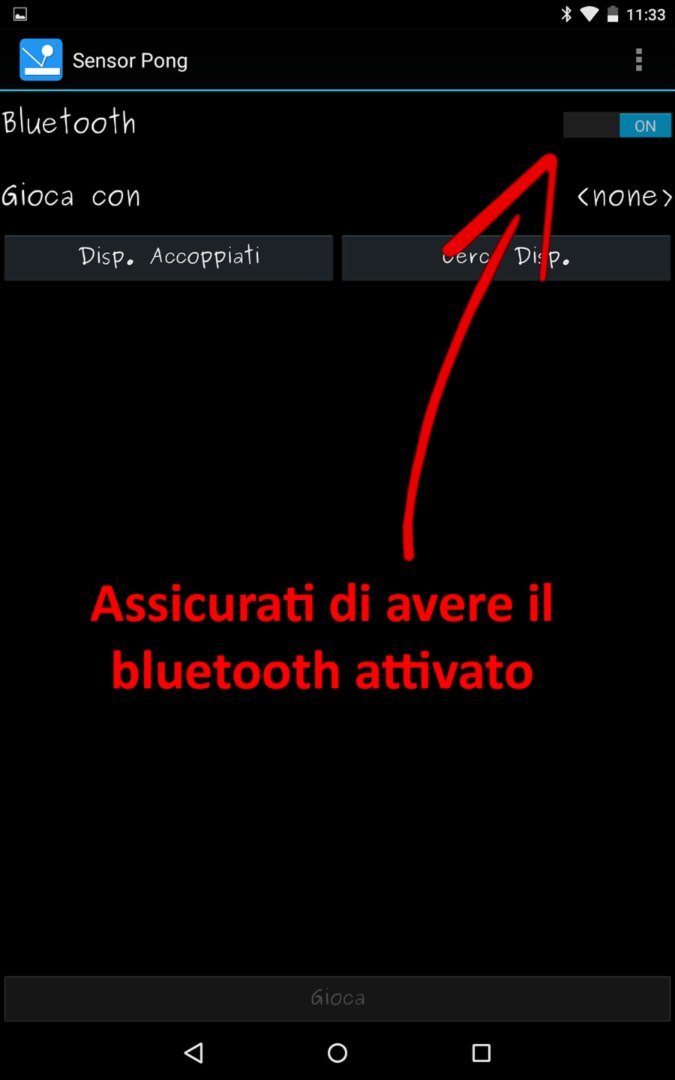 11:33
Sensor Pong
Bluetooth
ON
Gioca con
<none>
Disp. Accoppiati
Cerca Disp.
Assicurati di avere il
bluetooth attivato
Gioca